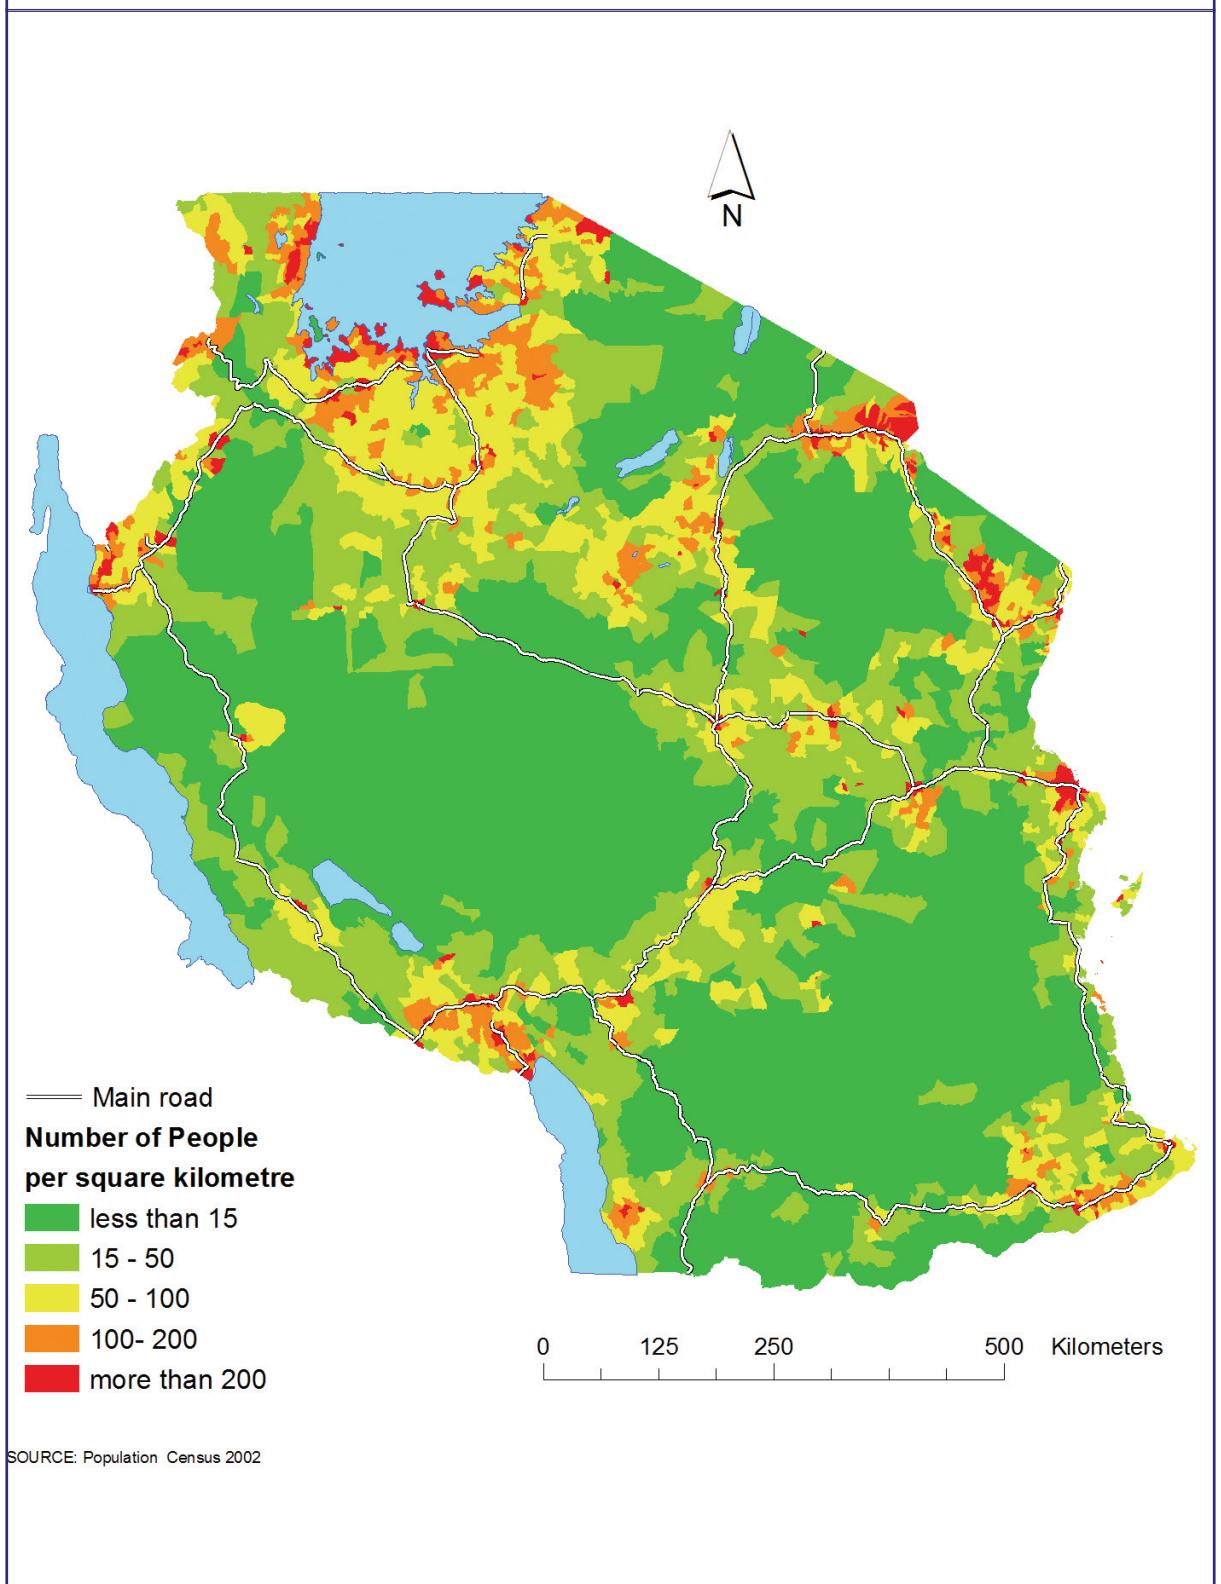 N
Main road
Number of People
per square kilometre
less than 15
15 - 50
50 - 100
100- 200
more than 200
0 125 250 500 Kilometers
SOURCE: Population Census 2002